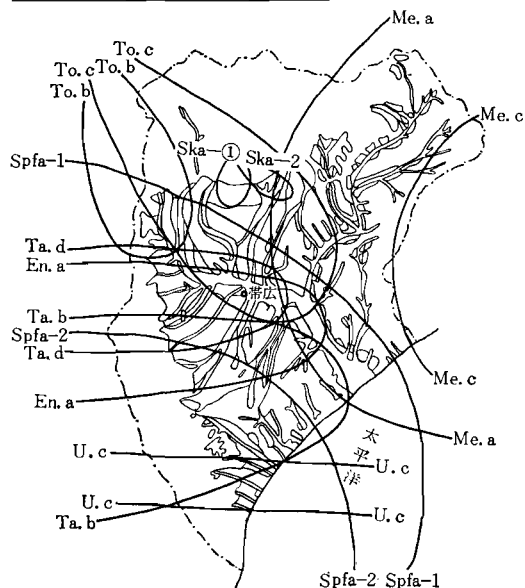 Me. a
To. c
To. c
To. b
To. b
Me. c
Ska-① Ska-2
Spfa-1
Ta. d
En. a
帯広
Ta. b
Spfa-2
Ta. d
Me. c
En. a
Me. a
太平洋
U. c
U. c
U. c
U. c
Ta. b
Spfa-2 Spfa-1